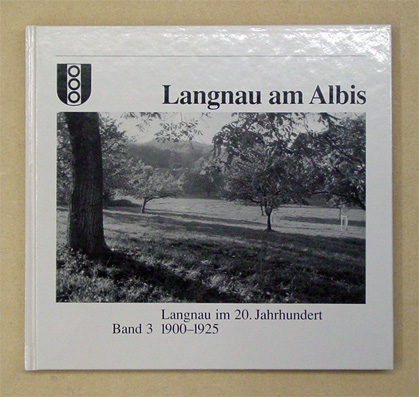 Langnau am Albis
Langnau im 20. Jahrhundert
Band 3 1900–1925